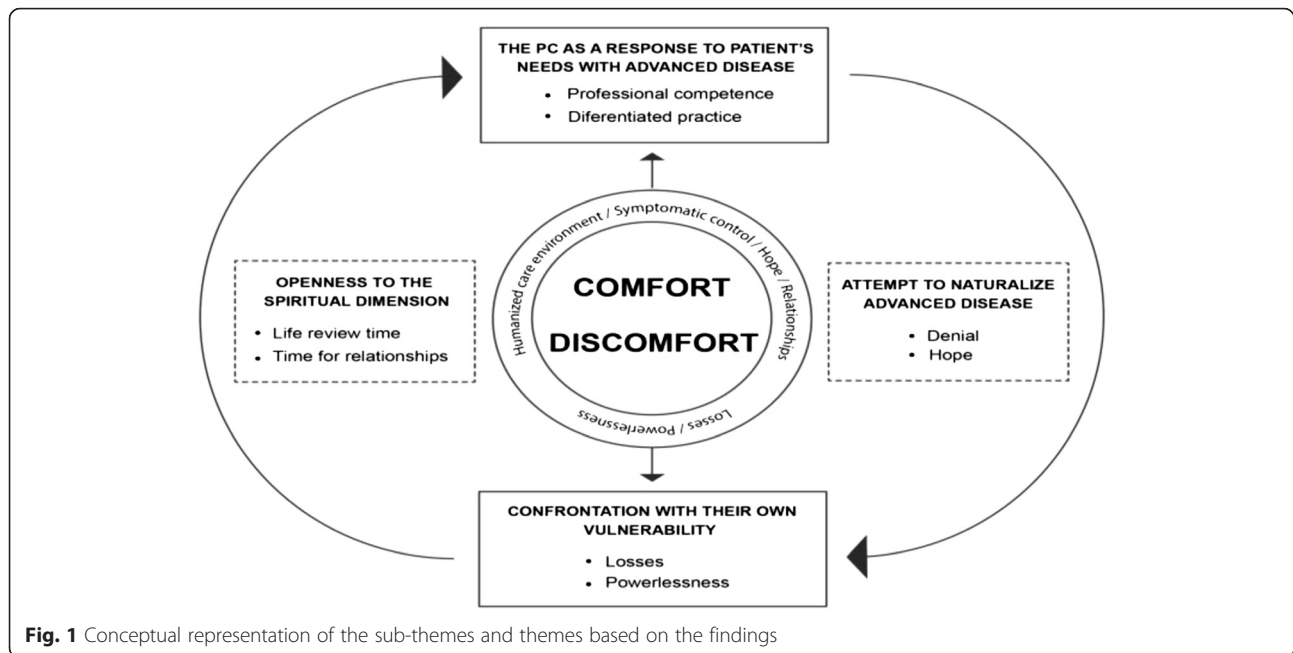 THE PC AS A RESPONSE TO PATIENT'S
NEEDS WITH ADVANCED DISEASE
• Professional competence
• Diferentiated practice
Humanized care environment / Symptomatic control / Hope / Relationships
OPENNESS TO THE
SPIRITUAL DIMENSION
• Life review time
• Time for relationships
COMFORT
DISCOMFORT
ATTEMPT TO NATURALIZE
ADVANCED DISEASE
• Denial
• Hope
Losses / Powerlessness
CONFRONTATION WITH THEIR OWN
VULNERABILITY
• Losses
• Powerlessness
Fig. 1 Conceptual representation of the sub-themes and themes based on the findings